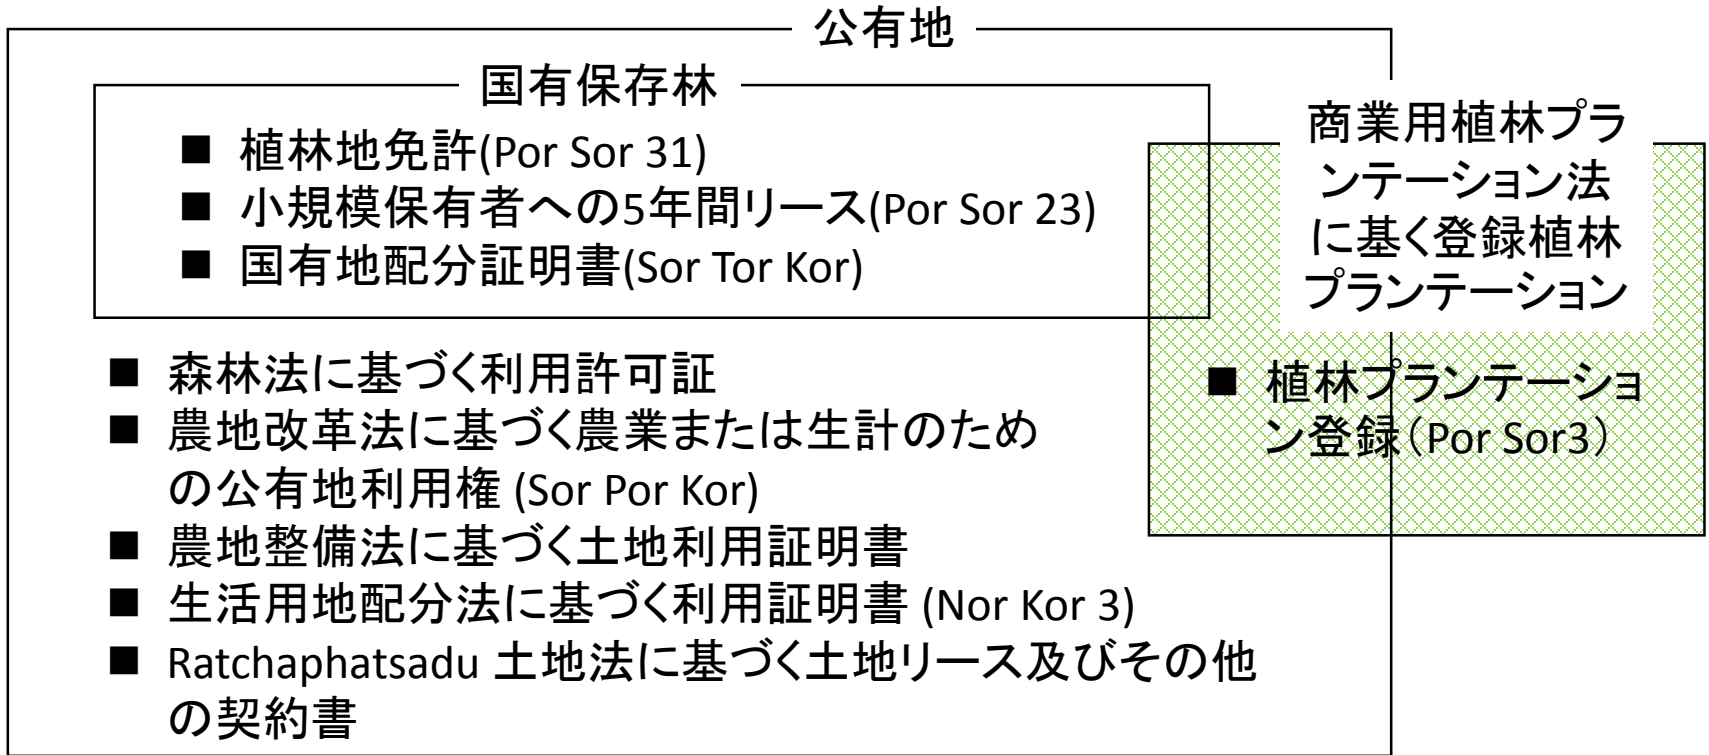 公有地
国有保存林
■ 植林地免許(Por Sor 31)
■ 小規模保有者への5年間リース(Por Sor 23)
■ 国有地配分証明書(Sor Tor Kor)
■ 森林法に基づく利用許可証
■ 農地改革法に基づく農業または生計のため
の公有地利用権 (Sor Por Kor)
■ 農地整備法に基づく土地利用証明書
■ 生活用地配分法に基づく利用証明書 (Nor Kor 3)
■ Ratchaphatsadu 土地法に基づく土地リース及びその他
の契約書
商業用植林プラ
ンテーション法
に基く登録植林
プランテーション
■ 植林プランテーショ
ン登録（Por Sor3）